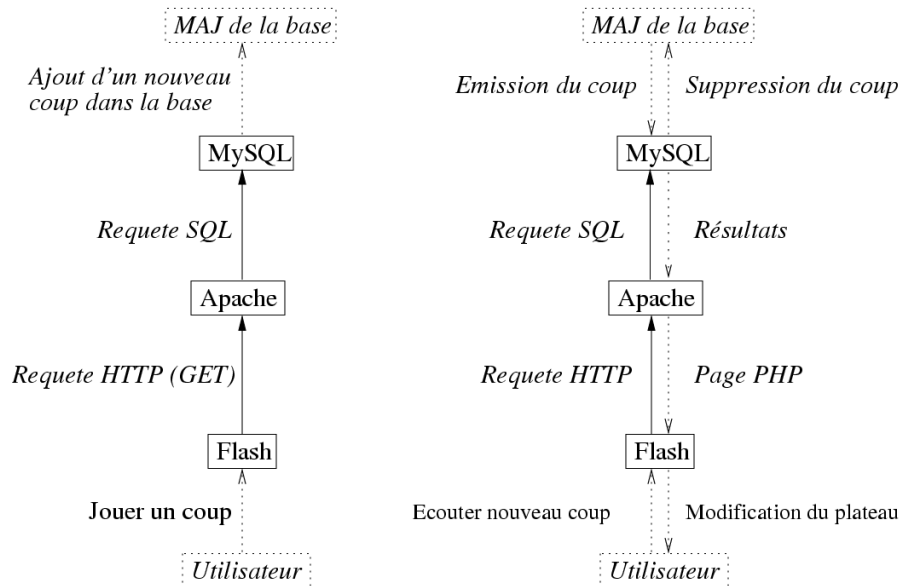 MAJ de la base
Ajout d'un nouveau
coup dans la base
MySQL
Requete SQL
Apache
Requete HTTP (GET)
Flash
Jouer un coup
Utilisateur
MAJ de la base
Emission du coup
Suppression du coup
MySQL
Requete SQL
Résultats
Apache
Requete HTTP
Page PHP
Flash
Ecouter nouveau coup
Modification du plateau
Utilisateur